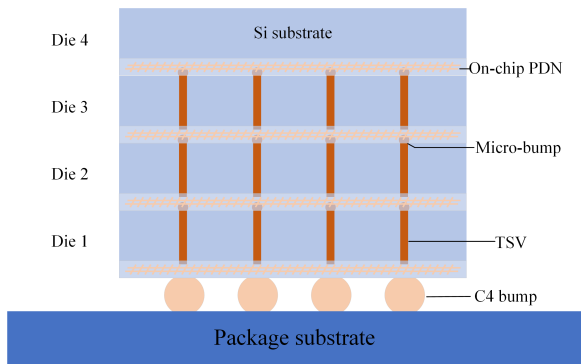 Die 4
Si substrate
On-chip PDN
Die 3
Micro-bump
Die 2
Die 1
TSV
C4 bump
Package substrate